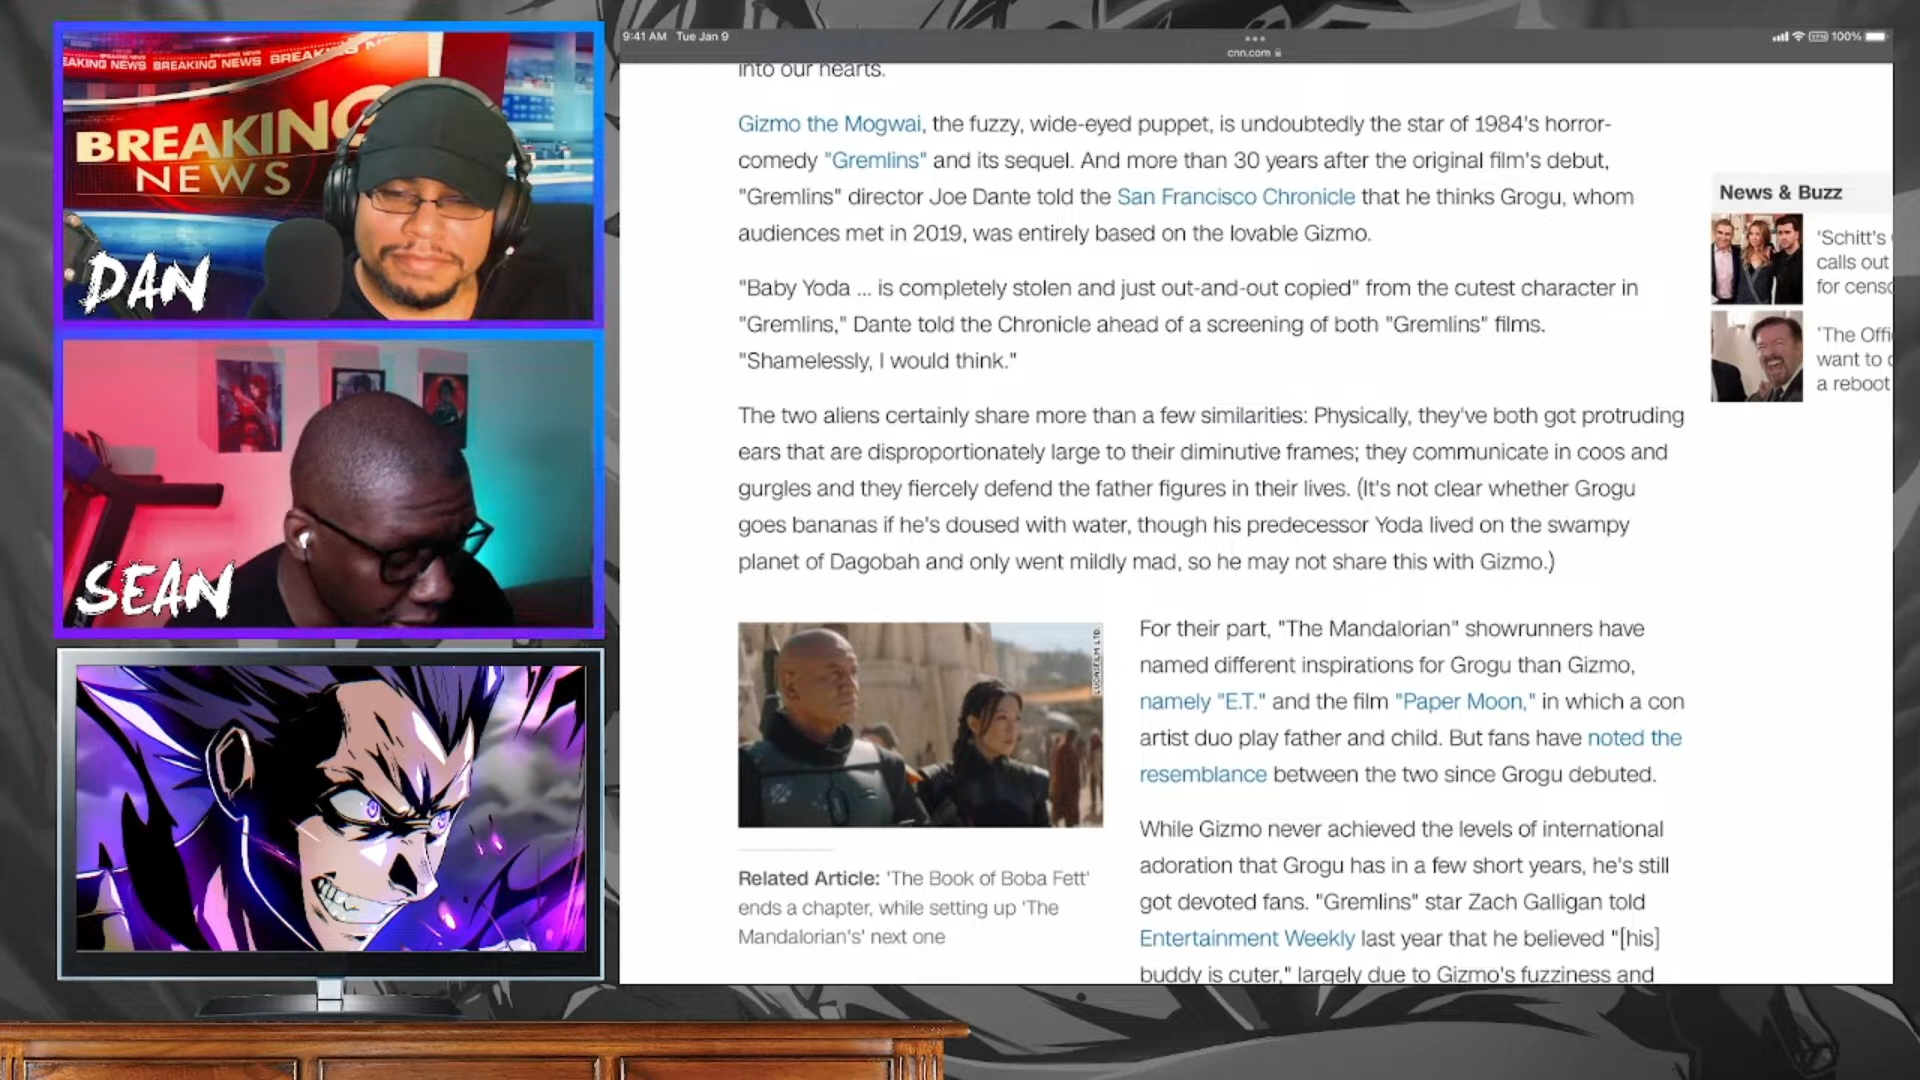 BREAKING NEWS BREAKING NEWS
BREAKING
NEWS
DAN
SEAN
9:41 AM Tue Jan 9
cnn.com
100%
into our hearts.
Gizmo the Mogwai, the fuzzy, wide-eyed puppet, is undoubtedly the star of 1984's horror-
comedy "Gremlins" and its sequel. And more than 30 years after the original film's debut,
"Gremlins" director Joe Dante told the San Francisco Chronicle that he thinks Grogu, whom
audiences met in 2019, was entirely based on the lovable Gizmo.
"Baby Yoda ... is completely stolen and just out-and-out copied" from the cutest character in
"Gremlins," Dante told the Chronicle ahead of a screening of both "Gremlins" films.
"Shamelessly, I would think."
The two aliens certainly share more than a few similarities: Physically, they've both got protruding
ears that are disproportionately large to their diminutive frames; they communicate in coos and
gurgles and they fiercely defend the father figures in their lives. (It's not clear whether Grogu
goes bananas if he's doused with water, though his predecessor Yoda lived on the swampy
planet of Dagobah and only went mildly mad, so he may not share this with Gizmo.)
LUCASFILM LTD.
Related Article: 'The Book of Boba Fett'
ends a chapter, while setting up 'The
Mandalorian's' next one
For their part, "The Mandalorian" showrunners have
named different inspirations for Grogu than Gizmo,
namely "E.T." and the film "Paper Moon," in which a con
artist duo play father and child. But fans have noted the
resemblance between the two since Grogu debuted.
While Gizmo never achieved the levels of international
adoration that Grogu has in a few short years, he's still
got devoted fans. "Gremlins" star Zach Galligan told
Entertainment Weekly last year that he believed "[his]
buddy is cuter," largely due to Gizmo's fuzziness and
News & Buzz
'Schitt's
calls out
for cens
'The Offi
want to
a reboot